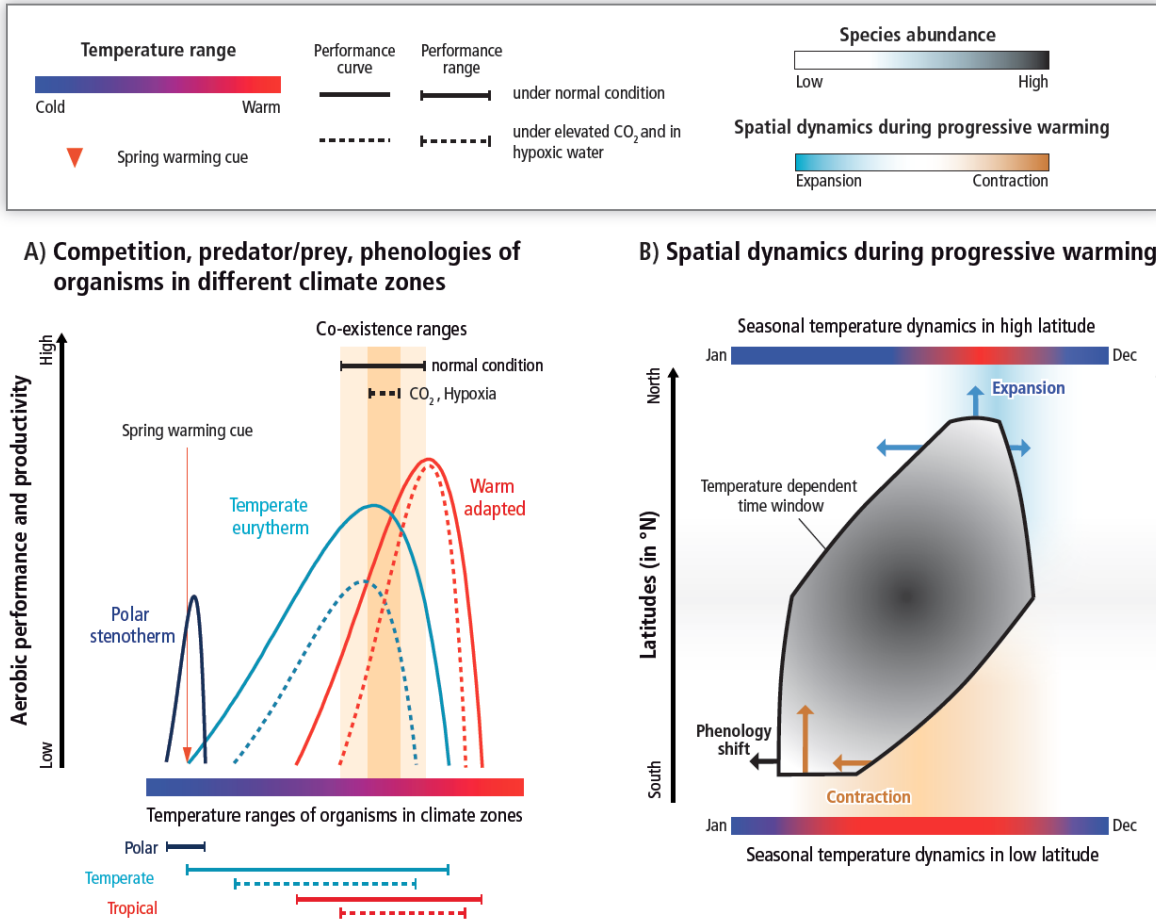 Temperature range
Cold
Warm
Spring warming cue
Performance
curve
Performance
range
under normal condition
under elevated CO₂ and in
hypoxic water
Species abundance
Low
High
Spatial dynamics during progressive warming
Expansion
Contraction
A) Competition, predator/prey, phenologies of
organisms in different climate zones
Co-existence ranges
normal condition
CO₂, Hypoxia
High
Low
Aerobic performance and productivity
Spring warming cue
Temperate
eurytherm
Warm
adapted
Polar
stenotherm
Temperature ranges of organisms in climate zones
Polar
Temperate
Tropical
B) Spatial dynamics during progressive warming
Seasonal temperature dynamics in high latitude
Jan
Dec
North
South
Latitudes (in °N)
Expansion
Temperature dependent
time window
Phenology
shift
Contraction
Jan
Dec
Seasonal temperature dynamics in low latitude